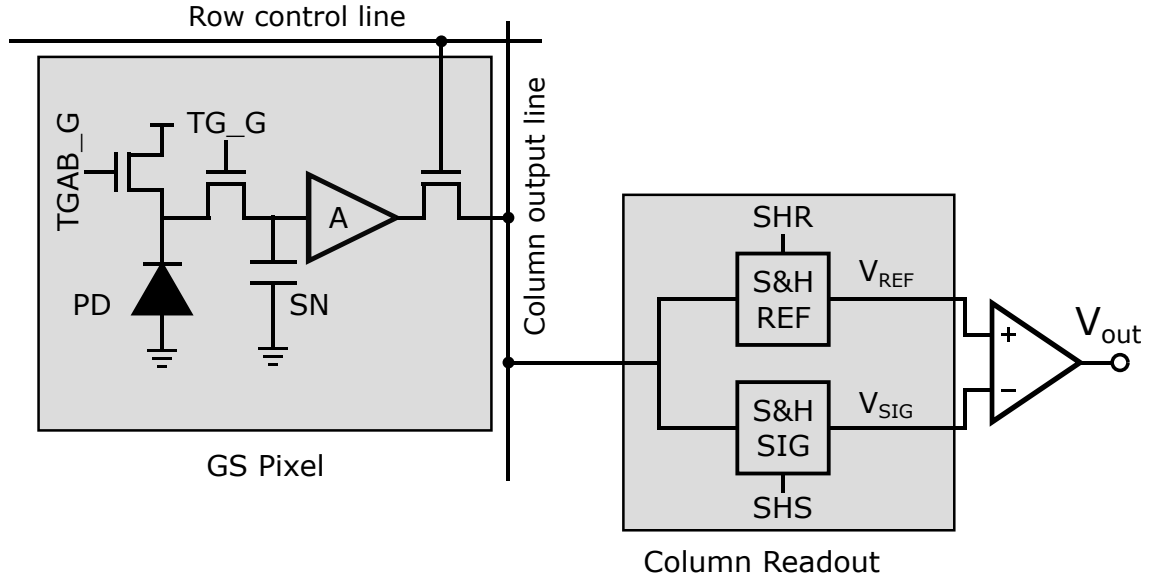 Row control line
TGAB_G
TG_G
A
PD
SN
GS Pixel
Column output line
SHR
S&H
REF
V_REF
S&H
SIG
V_SIG
SHS
+
−
V_out
Column Readout